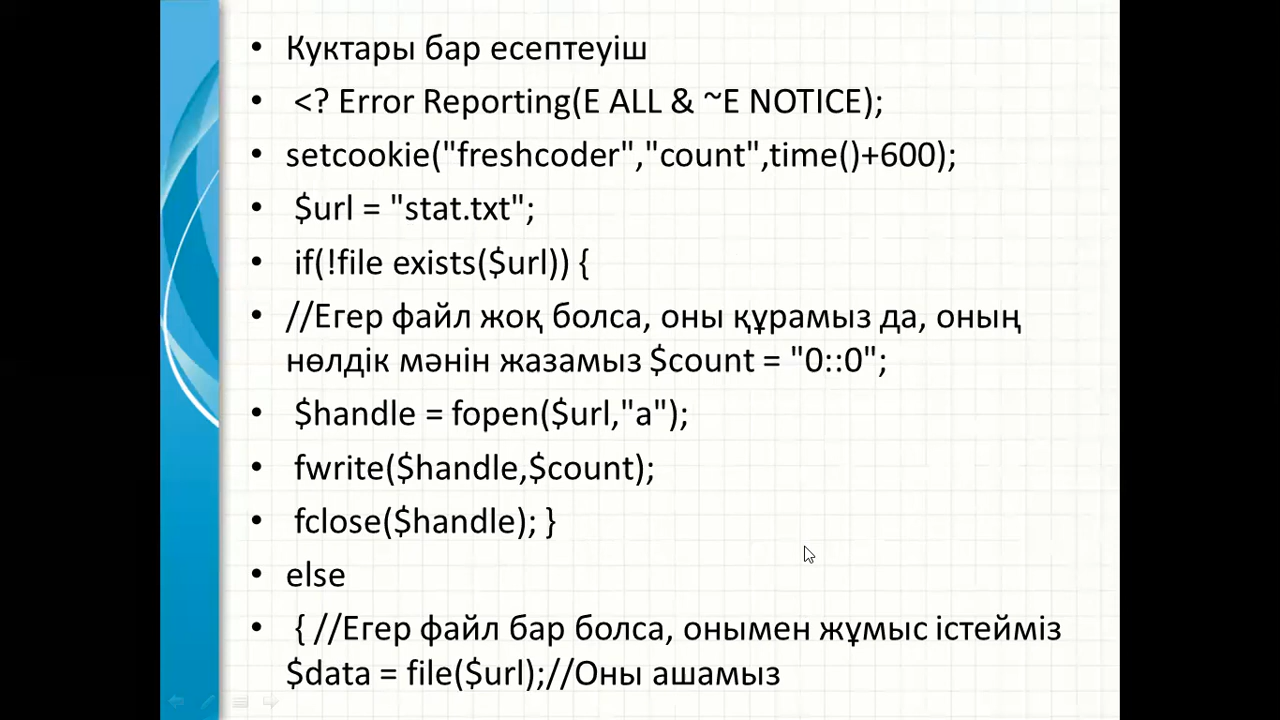 • Куктары бар есептеуіш
• <? Error Reporting(E ALL & ~E NOTICE);
• setcookie("freshcoder","count",time()+600);
• $url = "stat.txt";
• if(!file exists($url)) {
• //Егер файл жоқ болса, оны құрамыз да, оның
нөлдік мәнін жазамыз $count = "0::0";
• $handle = fopen($url,"a");
• fwrite($handle,$count);
• fclose($handle); }
• else
• { //Егер файл бар болса, онымен жұмыс істейміз
$data = file($url);//Оны ашамыз